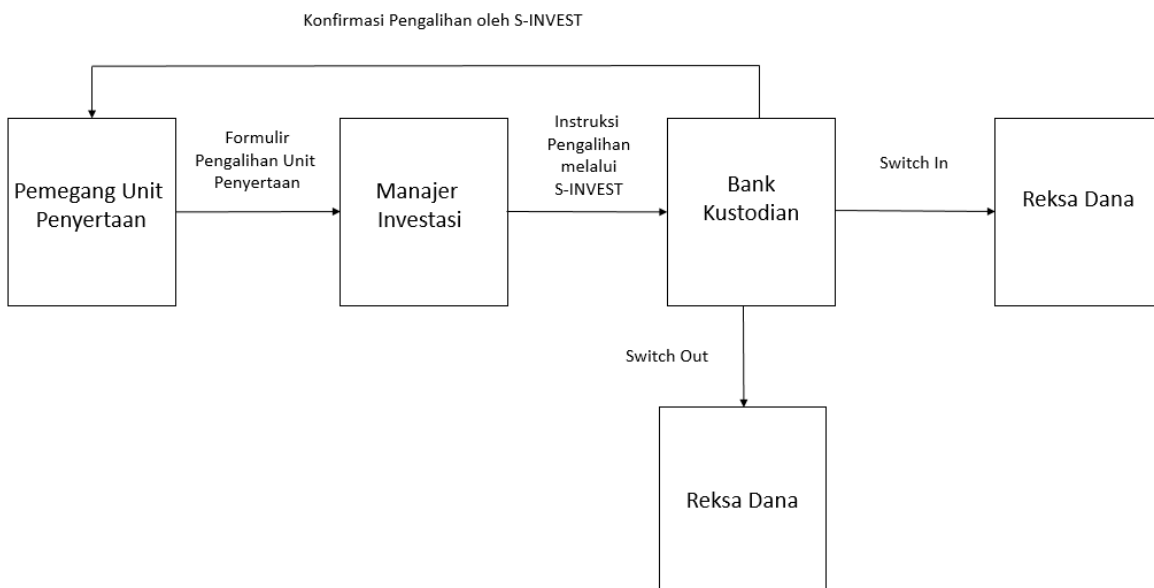 Konfirmasi Pengalihan oleh S-INVEST
Pemegang Unit
Penyertaan
Formulir
Pengalihan Unit
Penyertaan
Manajer
Investasi
Instruksi
Pengalihan
melalui
S-INVEST
Bank
Kustodian
Switch In
Reksa Dana
Switch Out
Reksa Dana